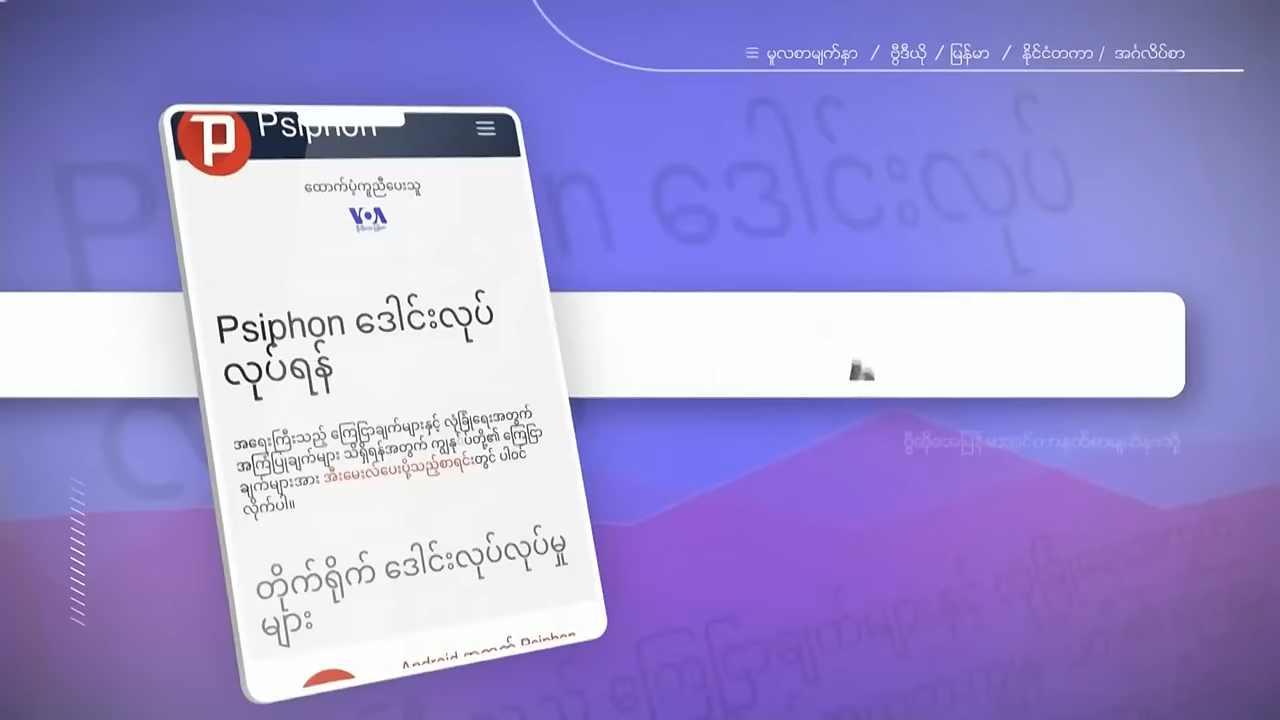 ☰ မူလစာမျက်နှာ / ဗွီဒီယို / မြန်မာ / နိုင်ငံတကာ / အင်္ဂလိပ်စာ
Psiphon
ထောက်ပံ့ကူညီပေးသူ
VOA
Psiphon ဒေါင်းလုပ်
လုပ်ရန်
အရေးကြီးသည့် ကြေငြာချက်များနှင့် လုံခြုံရေးအတွက်
အကြံပြုချက်များ သိရှိရန်အတွက် ကျွနု်ပ်တို့၏ ကြေငြာ
ချက်များအား အီးမေးလ်ပေးပို့သည့်စာရင်းတွင် ပါဝင်
လိုက်ပါ။
တိုက်ရိုက် ဒေါင်းလုပ်လုပ်မှု
များ